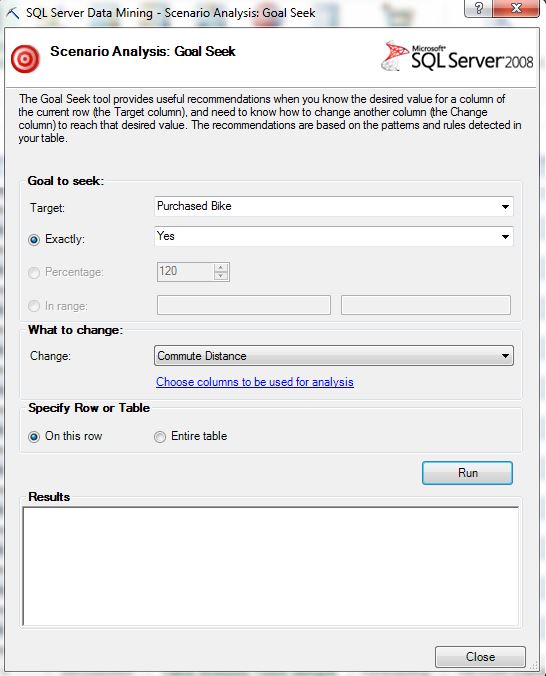 SQL Server Data Mining - Scenario Analysis: Goal Seek
?
Scenario Analysis: Goal Seek
Microsoft®
SQL Server 2008
The Goal Seek tool provides useful recommendations when you know the desired value for a column of
the current row (the Target column), and need to know how to change another column (the Change
column) to reach that desired value. The recommendations are based on the patterns and rules detected in
your table.
Goal to seek:
Target: Purchased Bike
Exactly: Yes
Percentage: 120
In range:
What to change:
Change: Commute Distance
Choose columns to be used for analysis
Specify Row or Table
On this row Entire table
Run
Results
Close